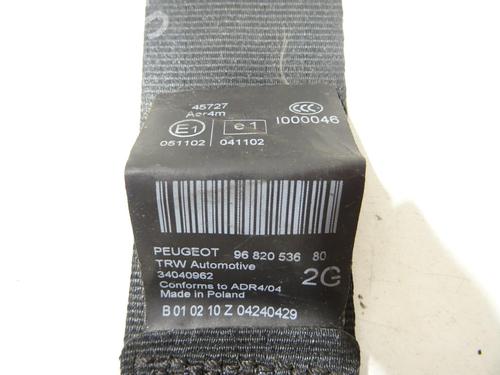 45727
Aer4m
E1 e1
051102 041102
CCC
I000046
PEUGEOT 96 820 536 80
TRW Automotive
34040962
2G
Conforms to ADR4/04
Made in Poland
B 01 02 10 Z 04240429